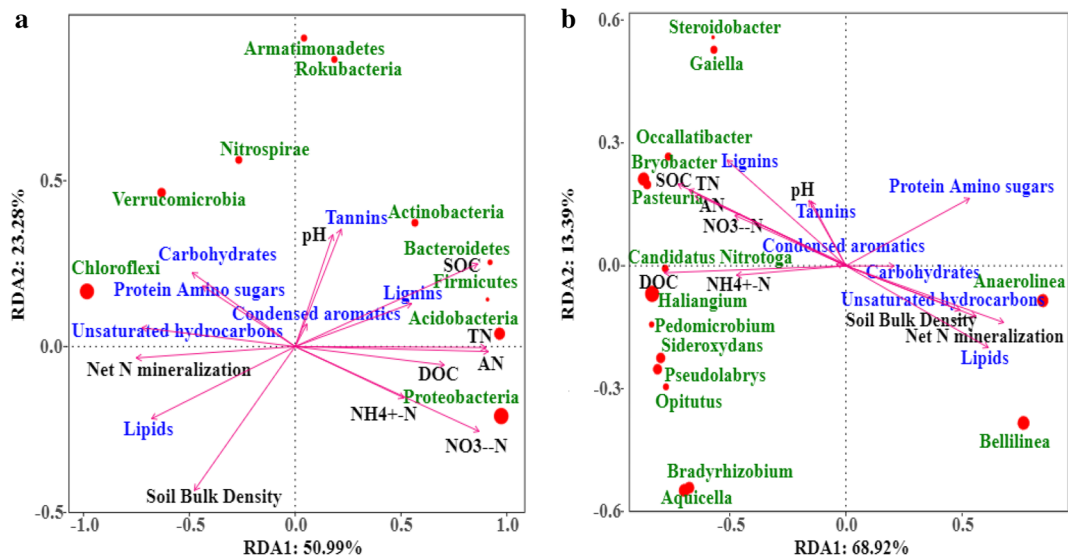 a
Armatimonadetes
Rokubacteria
Nitrospirae
Verrucomicrobia
Actinobacteria
Tannins
pH
Bacteroidetes
SOC
Firmicutes
Carbohydrates
Chloroflexi
Protein Amino sugars
Lignins
Condensed aromatics
Acidobacteria
Unsaturated hydrocarbons
TN
AN
Net N mineralization
DOC
Proteobacteria
NH4+-N
NO3--N
Lipids
Soil Bulk Density
0.5
0.0
-0.5
RDA2: 23.28%
-1.0 -0.5 0.0 0.5 1.0
RDA1: 50.99%
b
Steroidobacter
Gaiella
Occallatibacter
Bryobacter
Lignins
SOC
TN
Pasteuria
AN
pH
Tannins
Protein Amino sugars
NO3--N
Condensed aromatics
Candidatus Nitrotoga
Carbohydrates
DOC
NH4+-N
Anaerolinea
Haliangium
Unsaturated hydrocarbons
Soil Bulk Density
Pedomicrobium
Net N mineralization
Sideroxydans
Lipids
Pseudolabrys
Opitutus
Bellilinea
Bradyrhizobium
Aquicella
0.6
0.3
0.0
-0.3
-0.6
RDA2: 13.39%
-0.5 0.0 0.5
RDA1: 68.92%